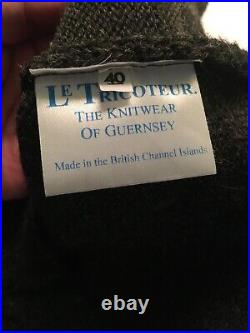 40
LE TRICOTEUR.
THE KNITWEAR
OF GUERNSEY
Made in the British Channel Islands